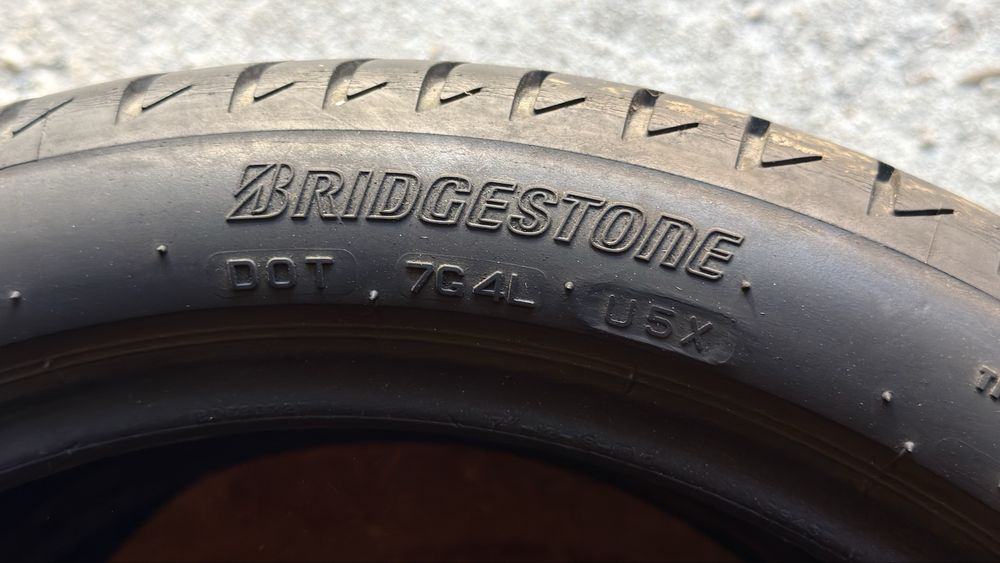 BRIDGESTONE
DOT 7G4L U5X